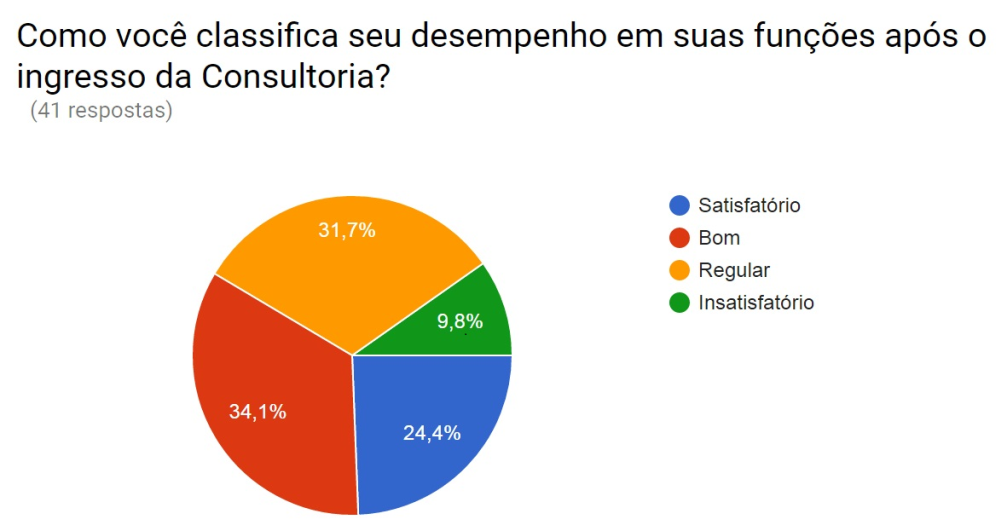 Como você classifica seu desempenho em suas funções após o
ingresso da Consultoria?
(41 respostas)
31,7%
9,8%
34,1%
24,4%
Satisfatório
Bom
Regular
Insatisfatório